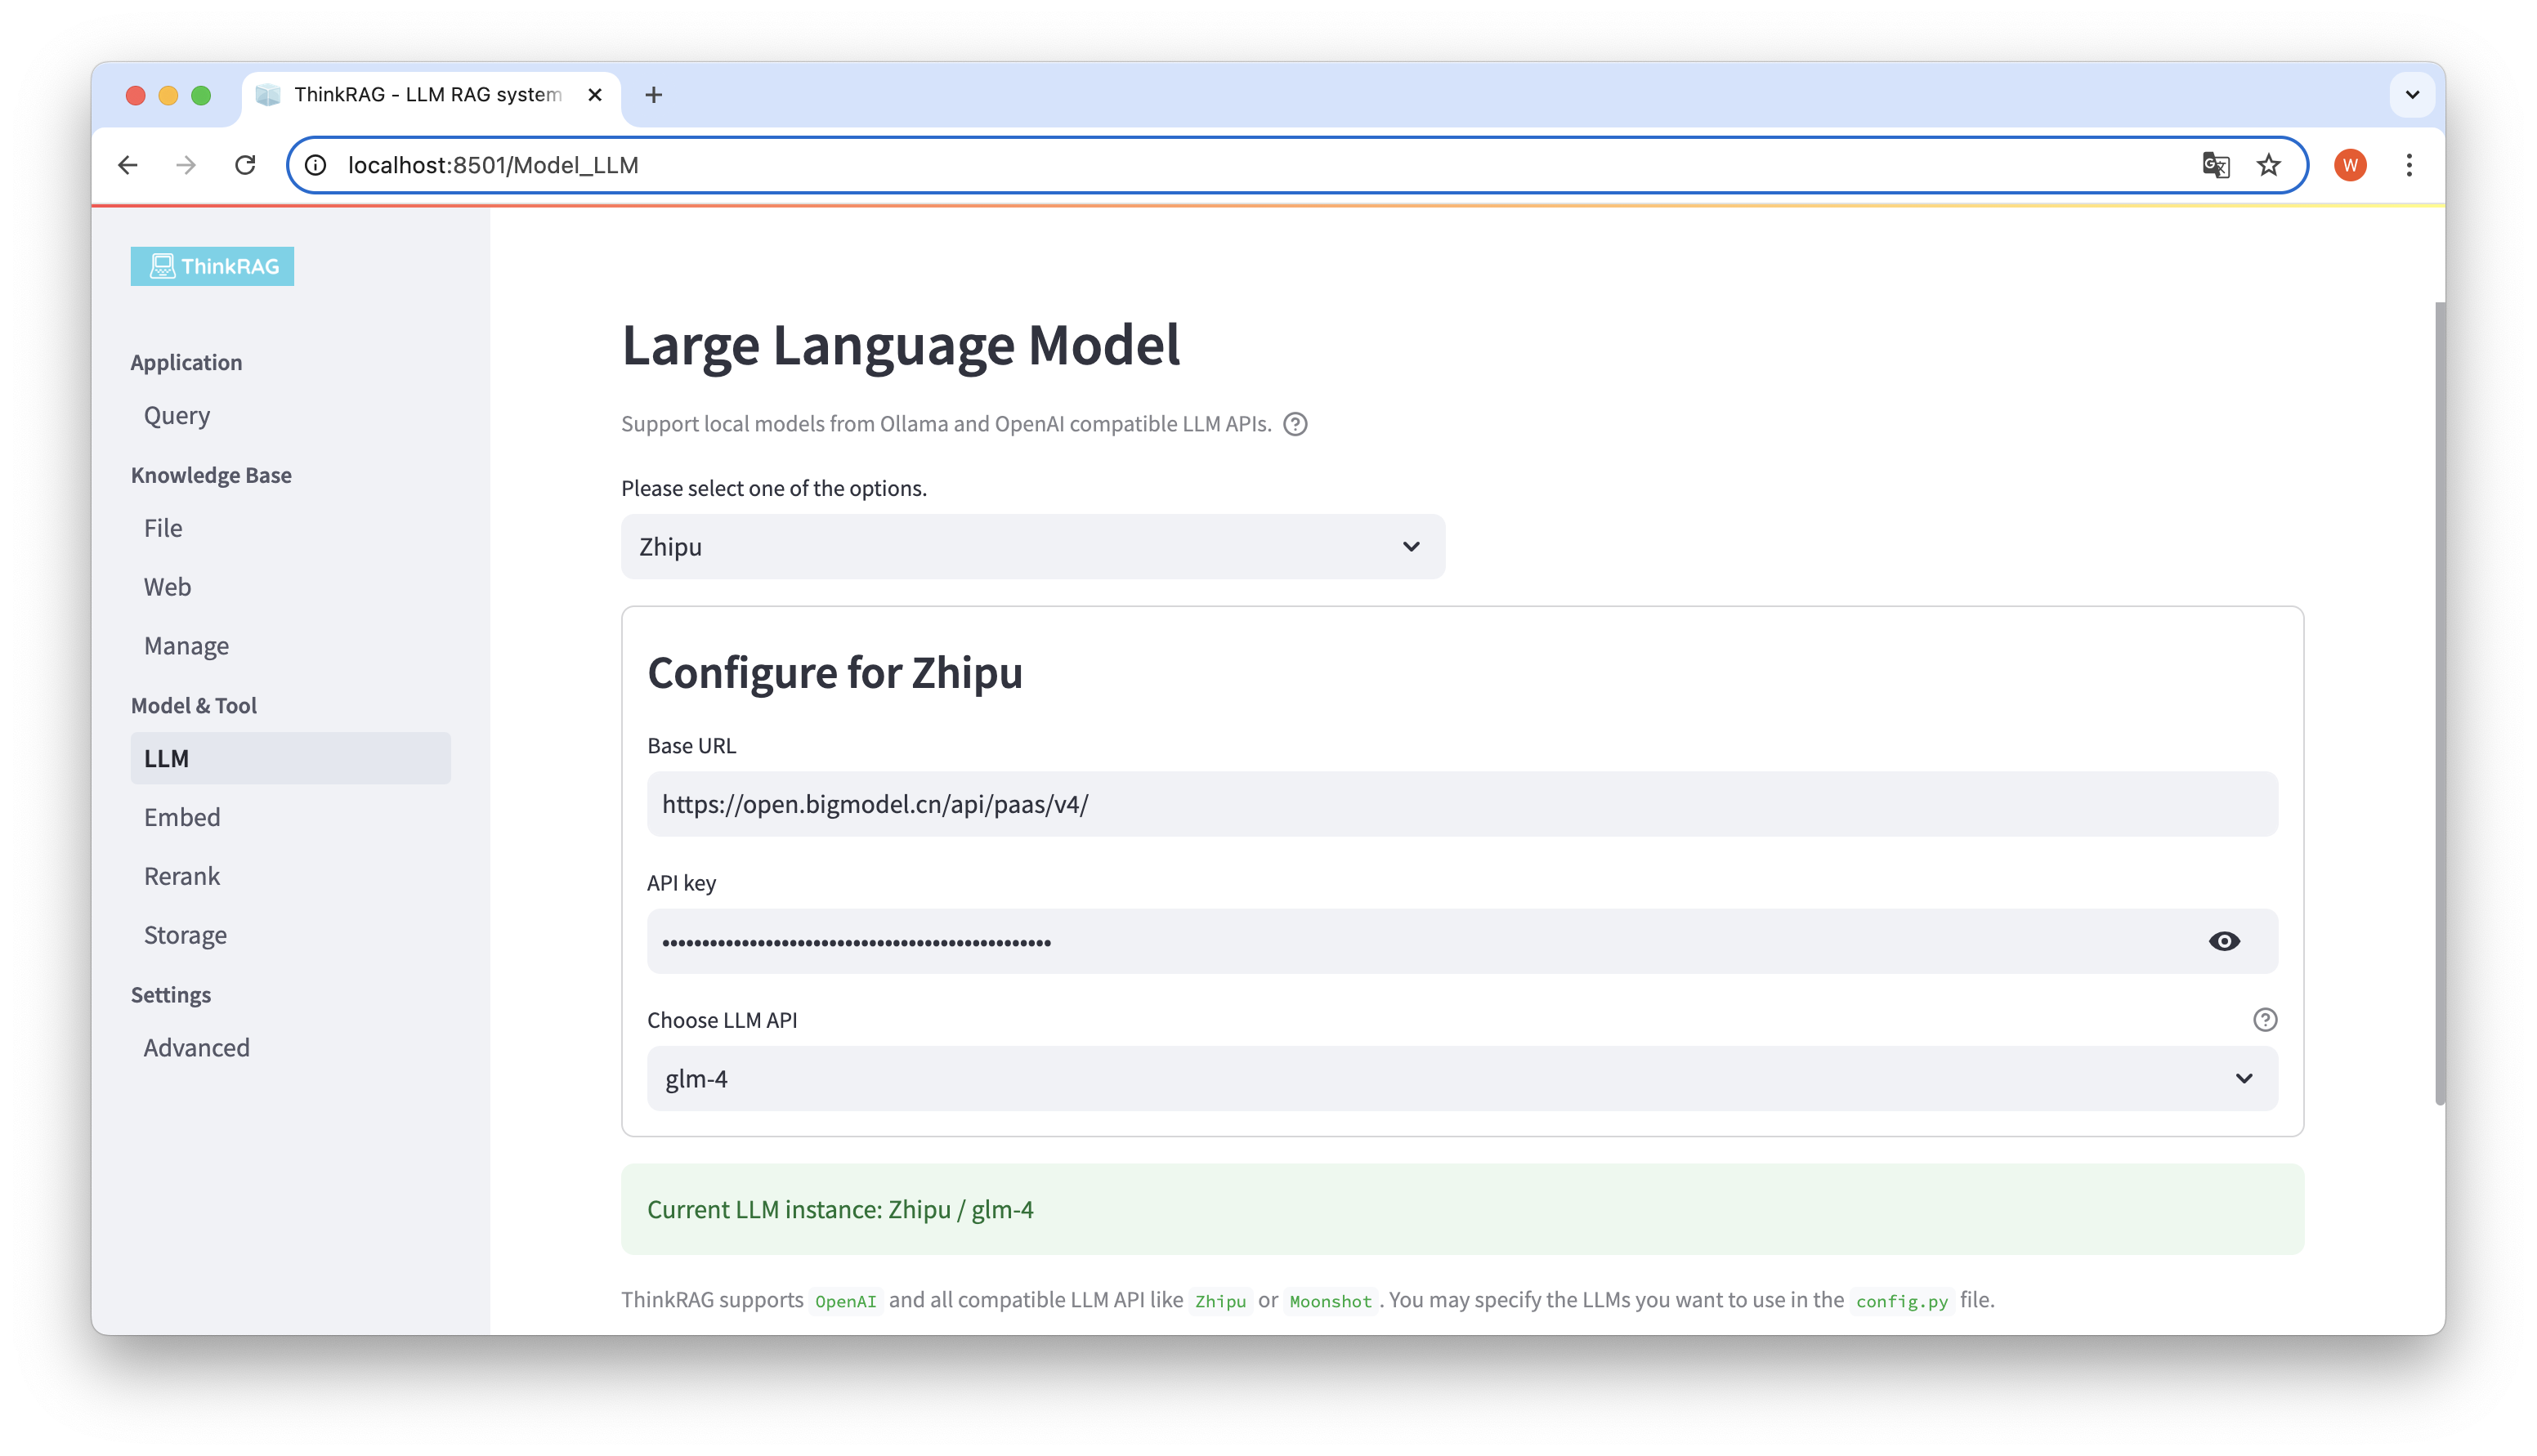 ThinkRAG - LLM RAG system
localhost:8501/Model_LLM
W
ThinkRAG
Application
Query
Knowledge Base
File
Web
Manage
Model & Tool
LLM
Embed
Rerank
Storage
Settings
Advanced
Large Language Model
Support local models from Ollama and OpenAI compatible LLM APIs.
Please select one of the options.
Zhipu
Configure for Zhipu
Base URL
https://open.bigmodel.cn/api/paas/v4/
API key
Choose LLM API
glm-4
Current LLM instance: Zhipu / glm-4
ThinkRAG supports OpenAI and all compatible LLM API like Zhipu or Moonshot. You may specify the LLMs you want to use in the config.py file.